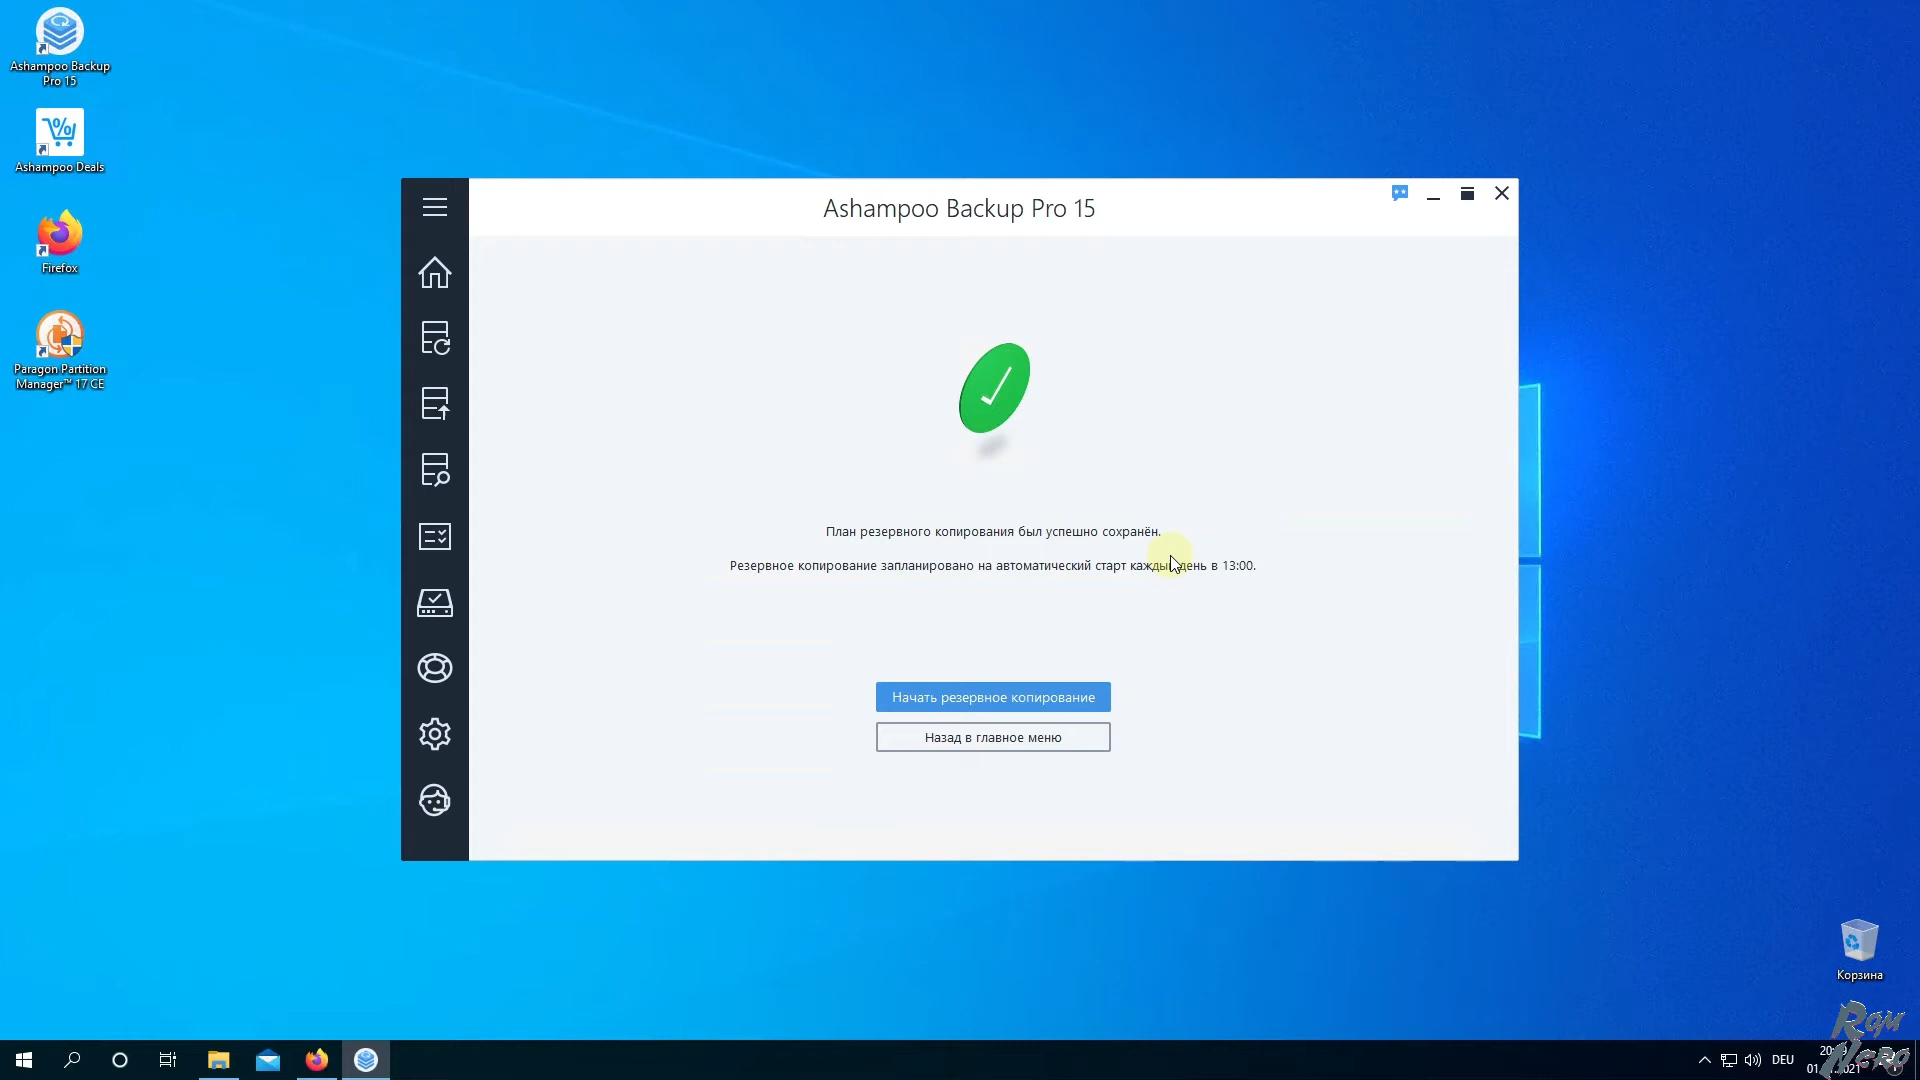 Ashampoo Backup
Pro 15
Ashampoo Deals
Firefox
Paragon Partition
Manager™ 17 CE
Ashampoo Backup Pro 15
План резервного копирования был успешно сохранён.
Резервное копирование запланировано на автоматический старт каждый день в 13:00.
Начать резервное копирование
Назад в главное меню
Корзина
Raju
Nero
DEU